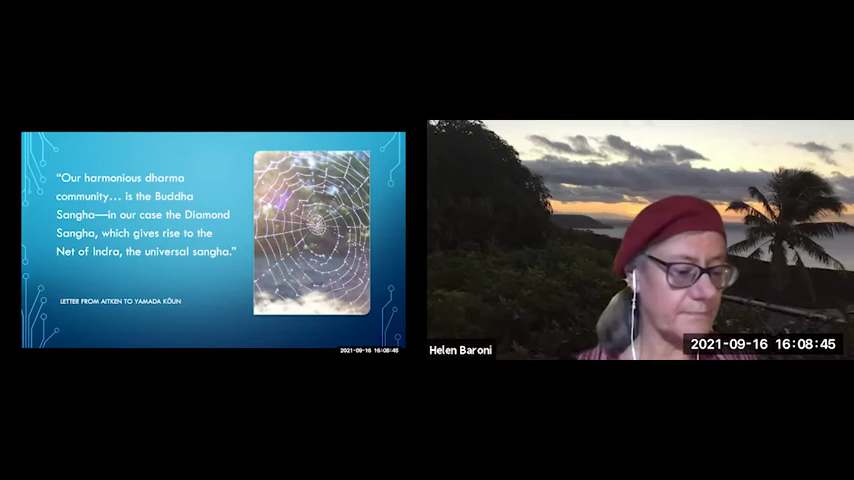 “Our harmonious dharma
community… is the Buddha
Sangha—in our case the Diamond
Sangha, which gives rise to the
Net of Indra, the universal sangha.”
LETTER FROM AITKEN TO YAMADA KŌUN
2021-09-16 16:08:45
Helen Baroni
2021-09-16 16:08:45